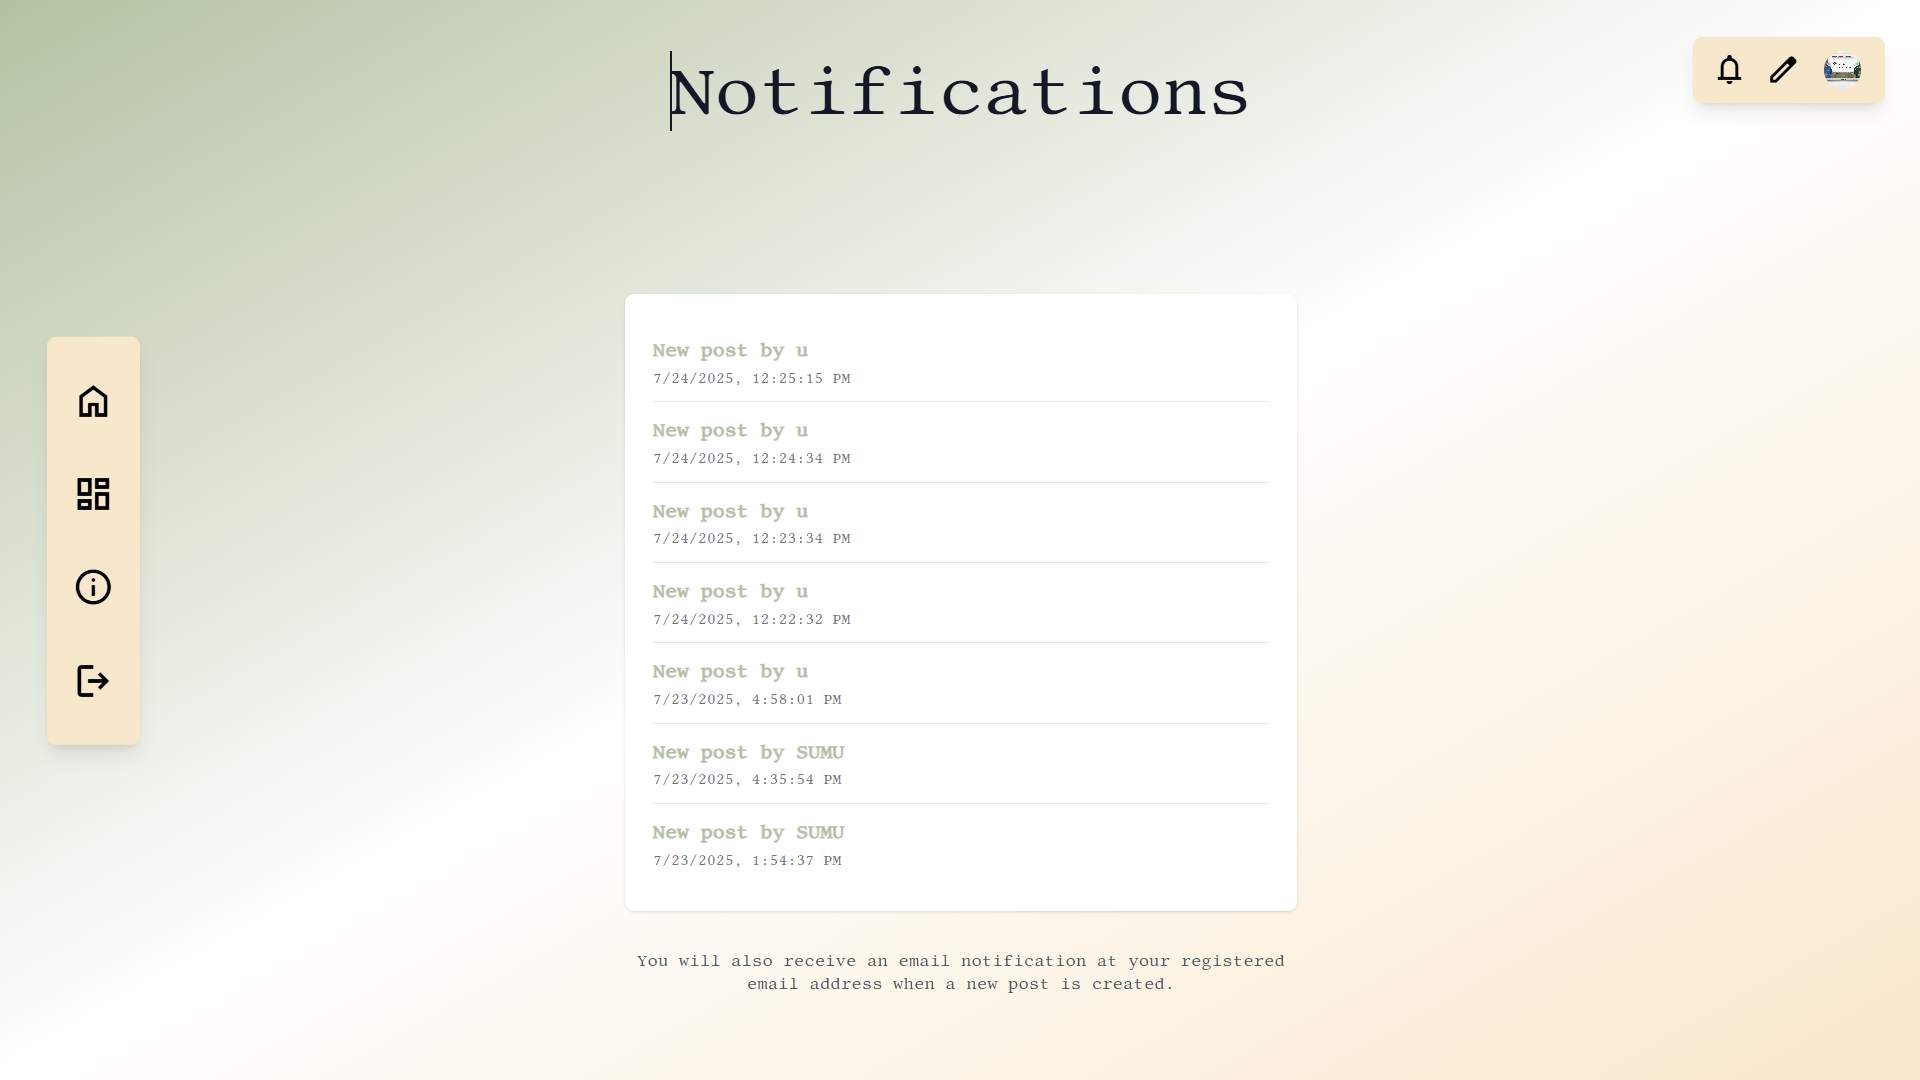 Notifications
New post by u
7/24/2025, 12:25:15 PM
New post by u
7/24/2025, 12:24:34 PM
New post by u
7/24/2025, 12:23:34 PM
New post by u
7/24/2025, 12:22:32 PM
New post by u
7/23/2025, 4:58:01 PM
New post by SUMU
7/23/2025, 4:35:54 PM
New post by SUMU
7/23/2025, 1:54:37 PM
You will also receive an email notification at your registered
email address when a new post is created.